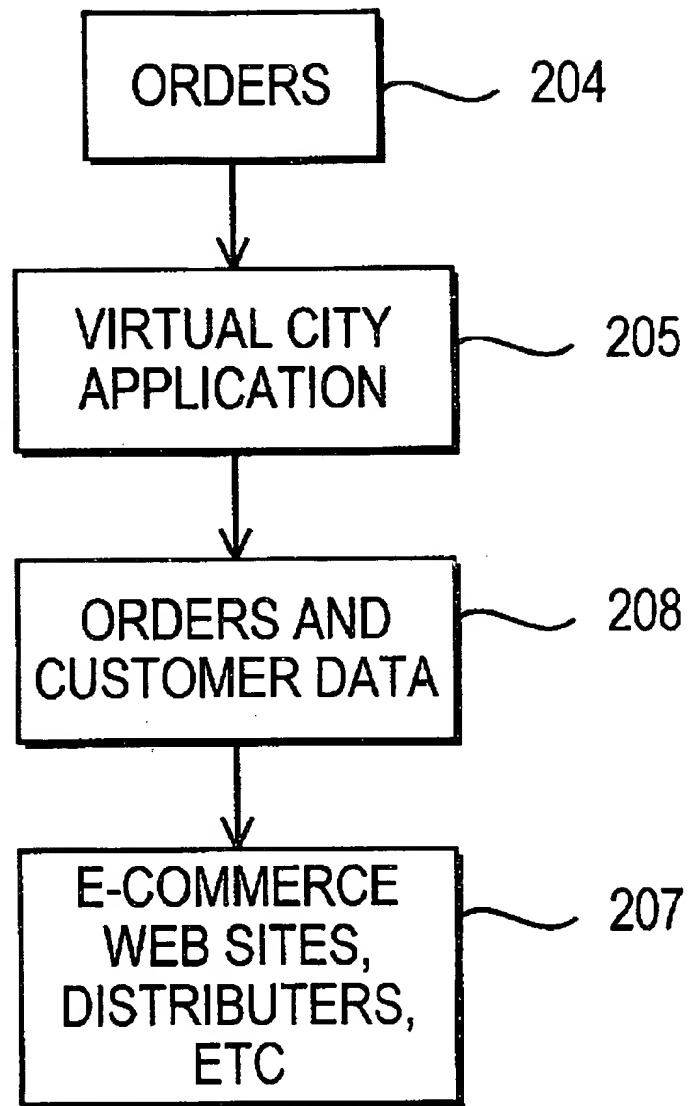 ORDERS
204
VIRTUAL CITY
APPLICATION
205
ORDERS AND
CUSTOMER DATA
208
E-COMMERCE
WEB SITES,
DISTRIBUTERS,
ETC
207